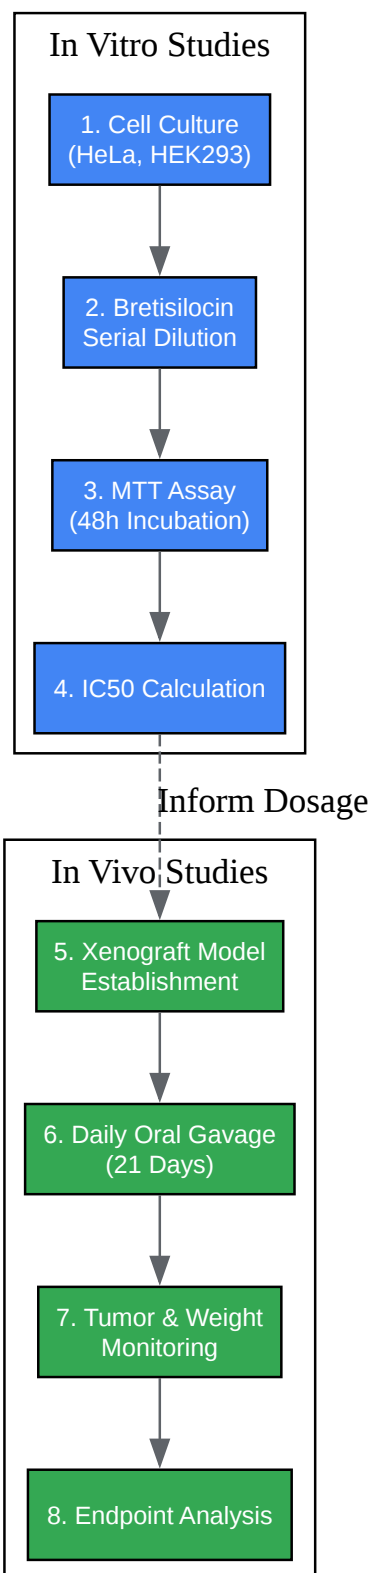 In Vitro Studies
1. Cell Culture
(HeLa, HEK293)
2. Bretisilocin
Serial Dilution
3. MTT Assay
(48h Incubation)
4. IC50 Calculation
Inform Dosage
In Vivo Studies
5. Xenograft Model
Establishment
6. Daily Oral Gavage
(21 Days)
7. Tumor & Weight
Monitoring
8. Endpoint Analysis